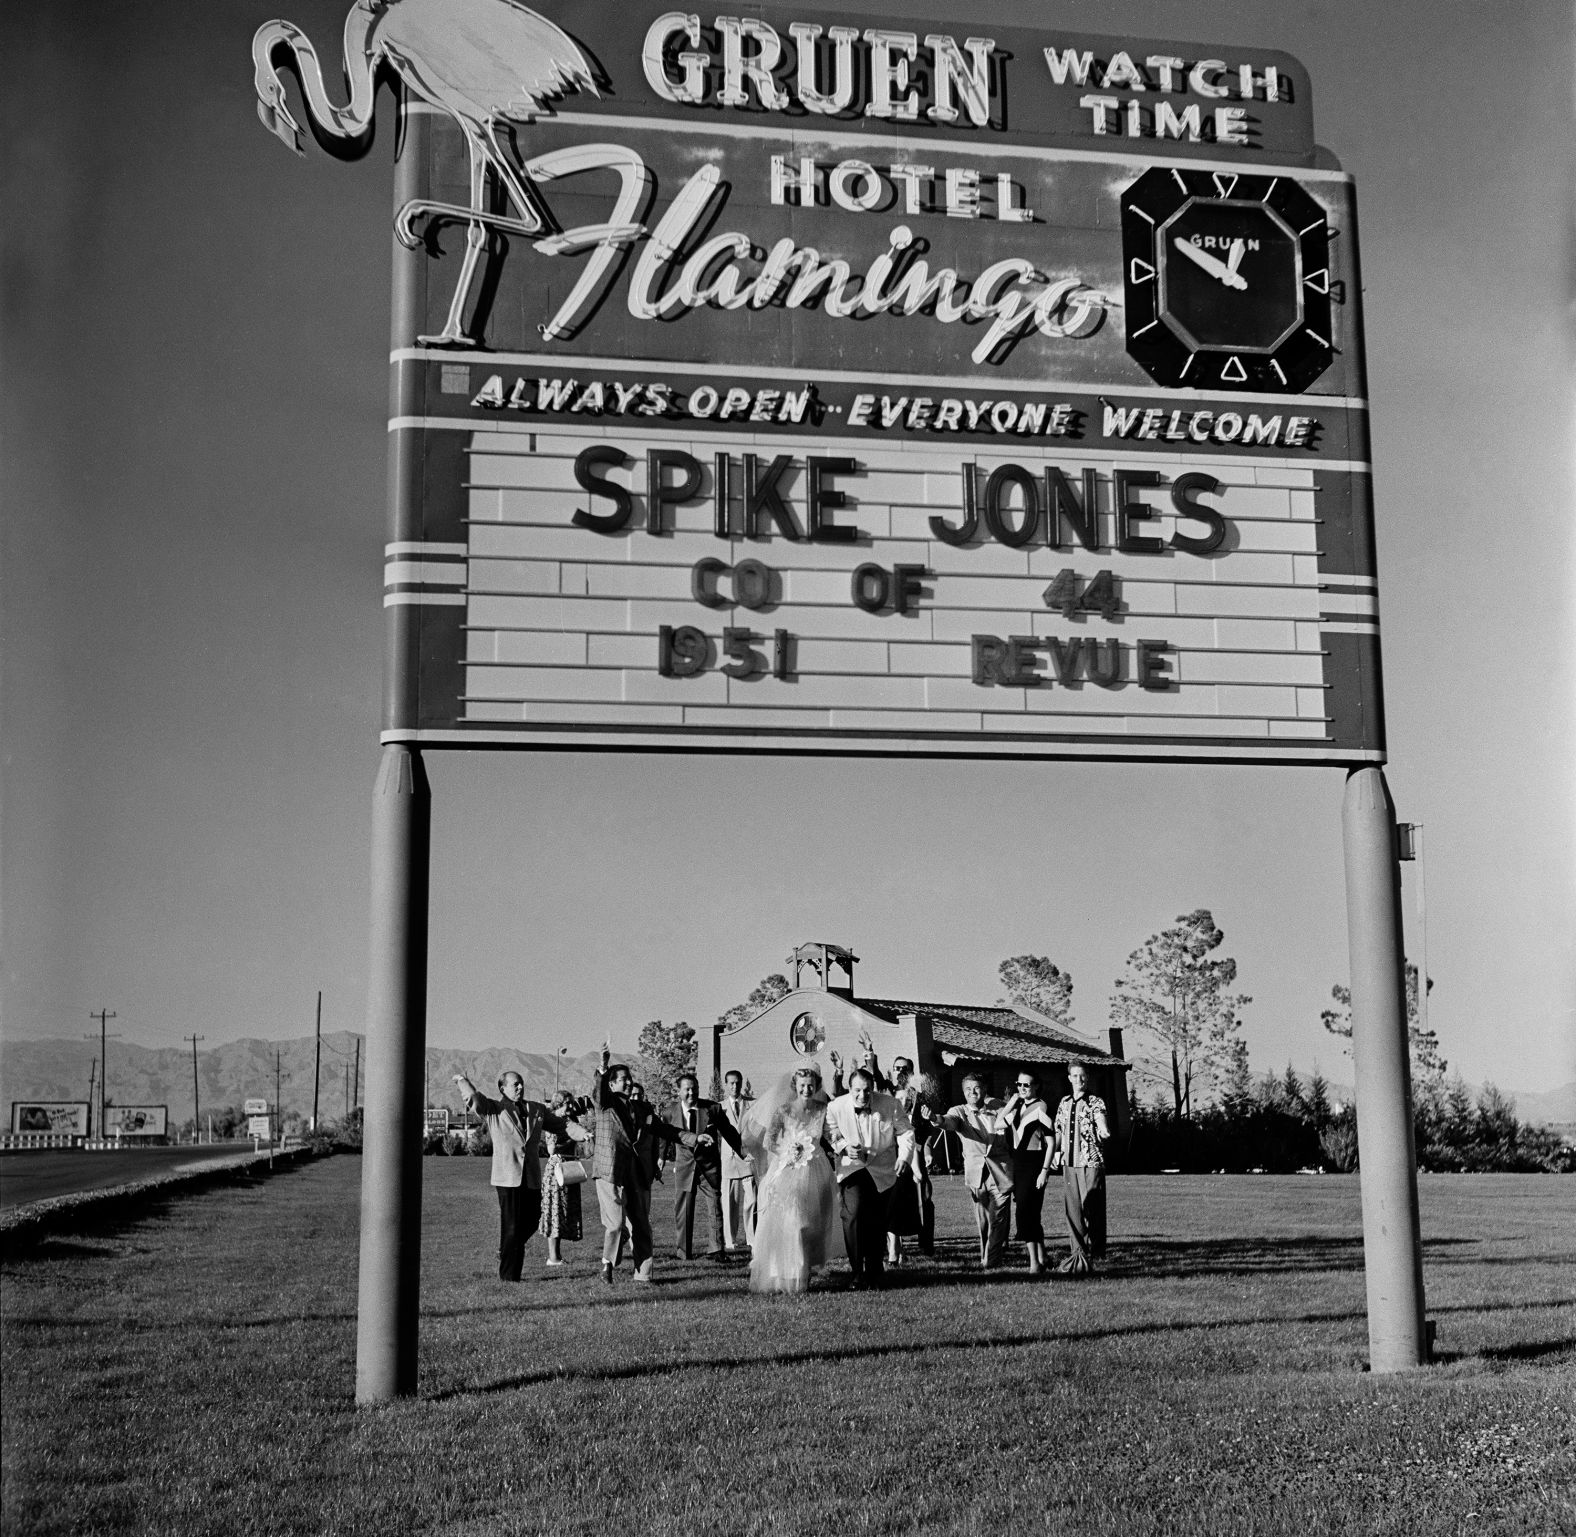 GRUEN WATCH
TIME
HOTEL
Flamingo
GRUEN
ALWAYS OPEN -- EVERYONE WELCOME
SPIKE JONES
CO OF 44
1951 REVUE